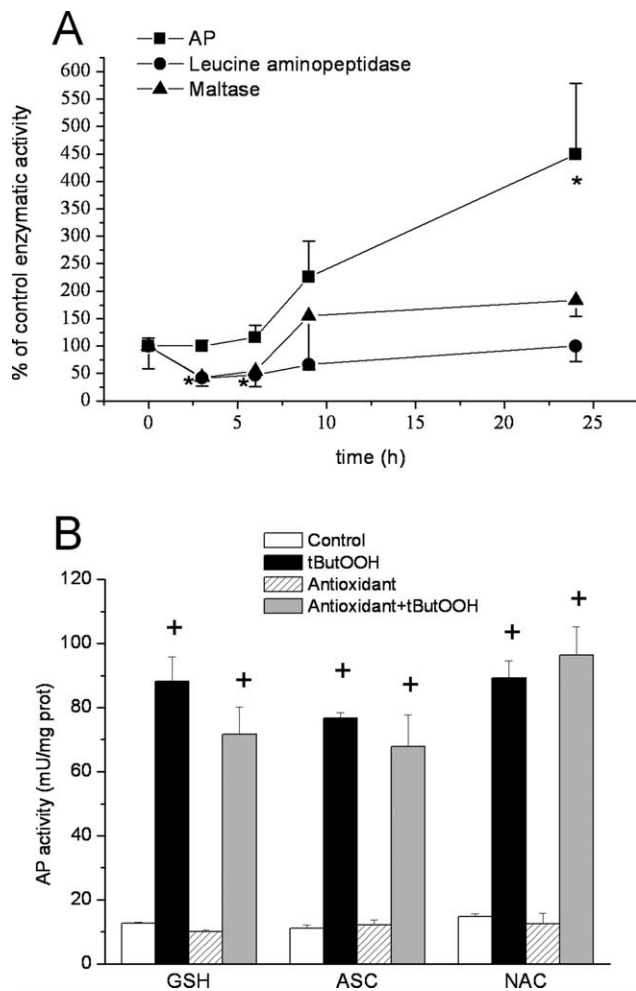 A
AP
Leucine aminopeptidase
Maltase
% of control enzymatic activity
600
550
500
450
400
350
300
250
200
150
100
50
0
*
*
*
0
5
10
15
20
25
time (h)
B
Control
tButOOH
Antioxidant
Antioxidant+tButOOH
AP activity (mU/mg prot)
120
100
80
60
40
20
0
+
+
+
+
+
+
GSH
ASC
NAC